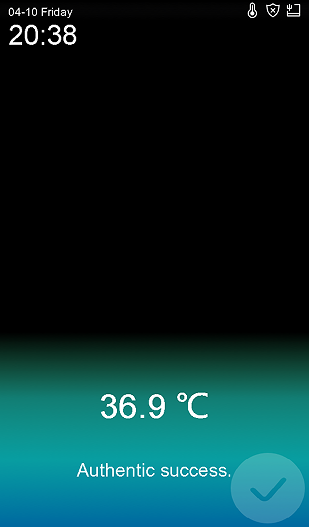 04-10 Friday
20:38
36.9 ℃
Authentic success.